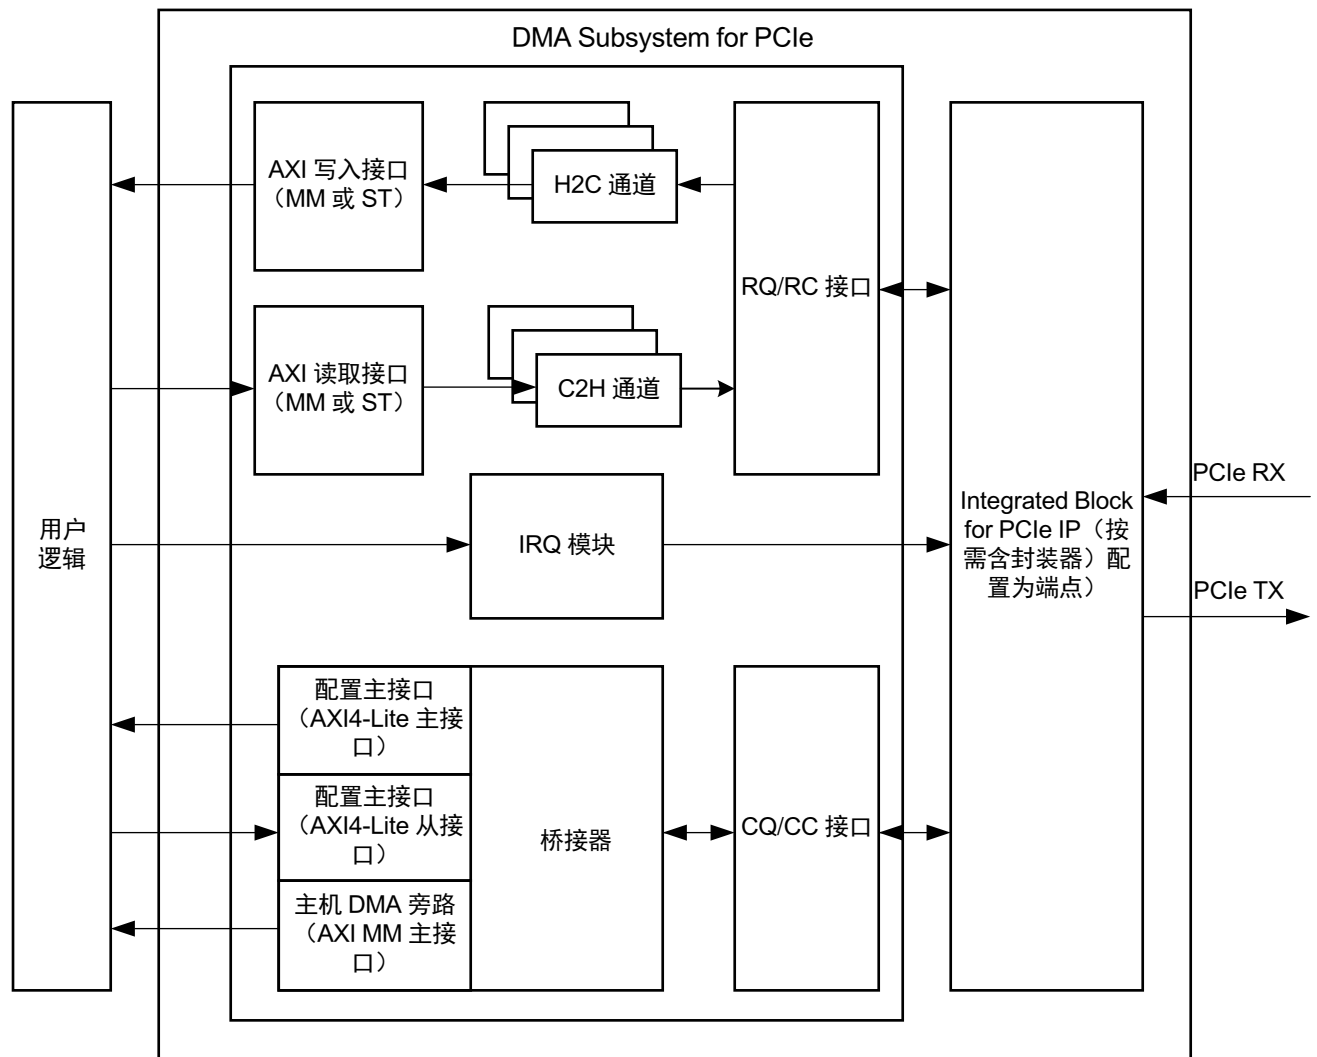 DMA Subsystem for PCIe
AXI 写入接口
（MM 或 ST）
H2C 通道
RQ/RC 接口
AXI 读取接口
（MM 或 ST）
C2H 通道
用户
逻辑
IRQ 模块
Integrated Block
for PCIe IP（按
需含封装器）配
置为端点）
PCIe RX
PCIe TX
配置主接口
（AXI4-Lite 主接
口）
配置主接口
（AXI4-Lite 从接
口）
主机 DMA 旁路
（AXI MM 主接
口）
桥接器
CQ/CC 接口